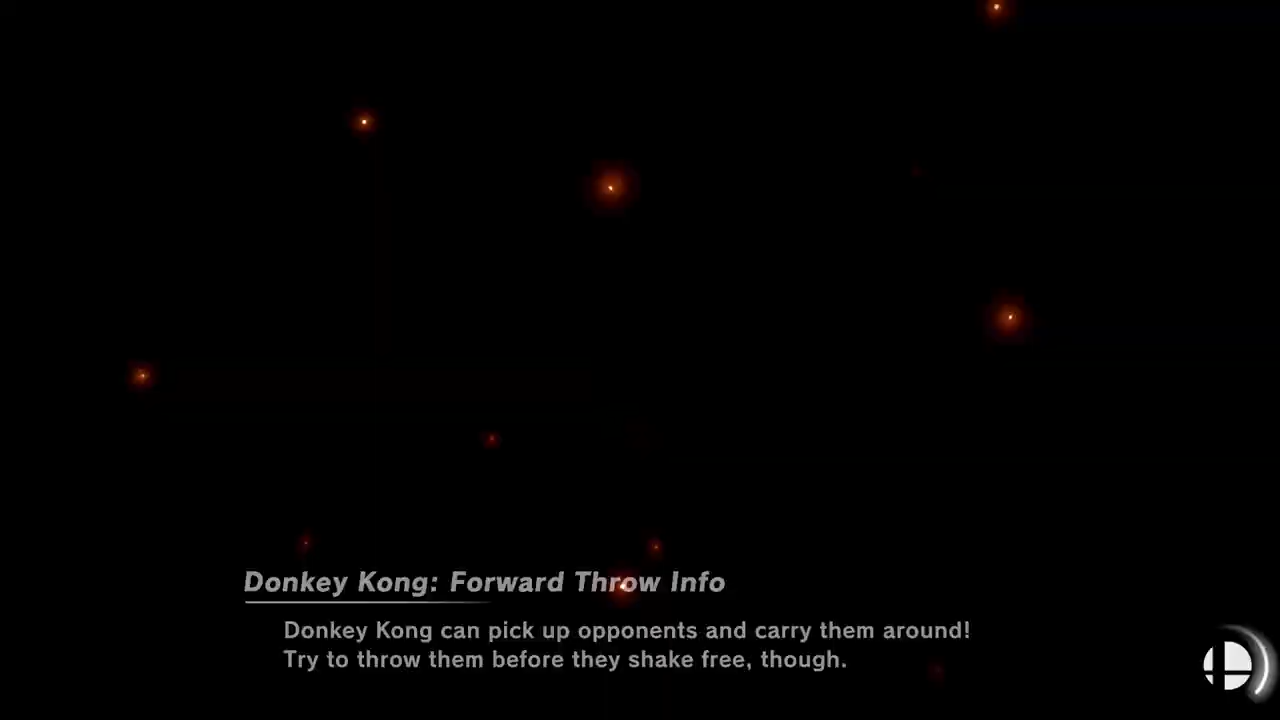 Donkey Kong: Forward Throw Info
Donkey Kong can pick up opponents and carry them around!
Try to throw them before they shake free, though.